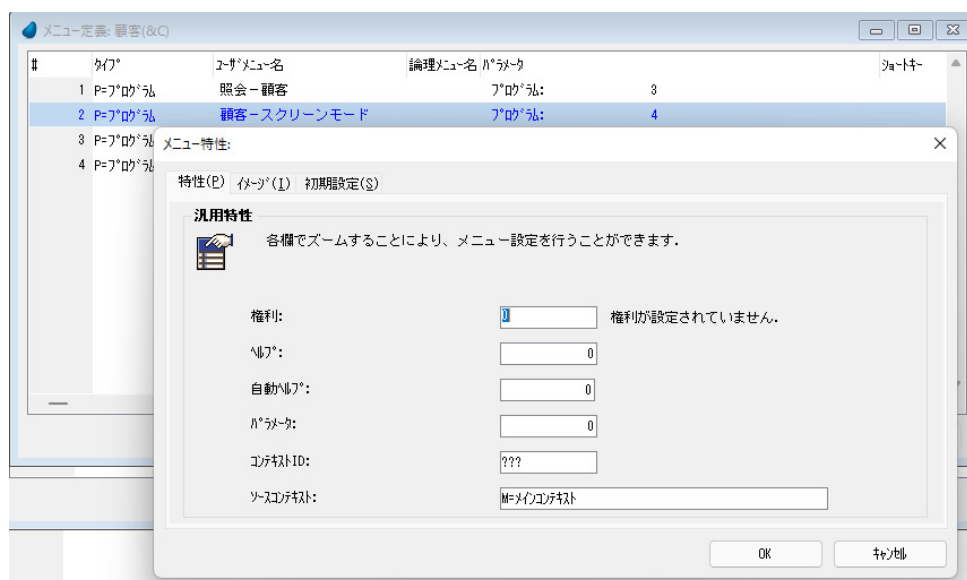 メニュー定義: 顧客(&C)
# ﾀｲﾌﾟ ﾕｰｻﾞﾒﾆｭｰ名 論理ﾒﾆｭｰ名 ﾊﾟﾗﾒｰﾀ ｼｮｰﾄｷｰ
1 P=ﾌﾟﾛｸﾞﾗﾑ 照会－顧客 ﾌﾟﾛｸﾞﾗﾑ: 3
2 P=ﾌﾟﾛｸﾞﾗﾑ 顧客－スクリーンモード ﾌﾟﾛｸﾞﾗﾑ: 4
3 P=ﾌﾟﾛｸﾞﾗﾑ
4 P=ﾌﾟﾛｸﾞﾗﾑ
メニュー特性:
特性(P) ｲﾒｰｼﾞ(I) 初期設定(S)
汎用特性
各欄でズームすることにより、メニュー設定を行うことができます.
権利: 0 権利が設定されていません.
ﾍﾙﾌﾟ: 0
自動ﾍﾙﾌﾟ: 0
ﾊﾟﾗﾒｰﾀ: 0
ｺﾝﾃｷｽﾄID: ???
ｿｰｽｺﾝﾃｷｽﾄ: M=ﾒｲﾝｺﾝﾃｷｽﾄ
OK ｷｬﾝｾﾙ